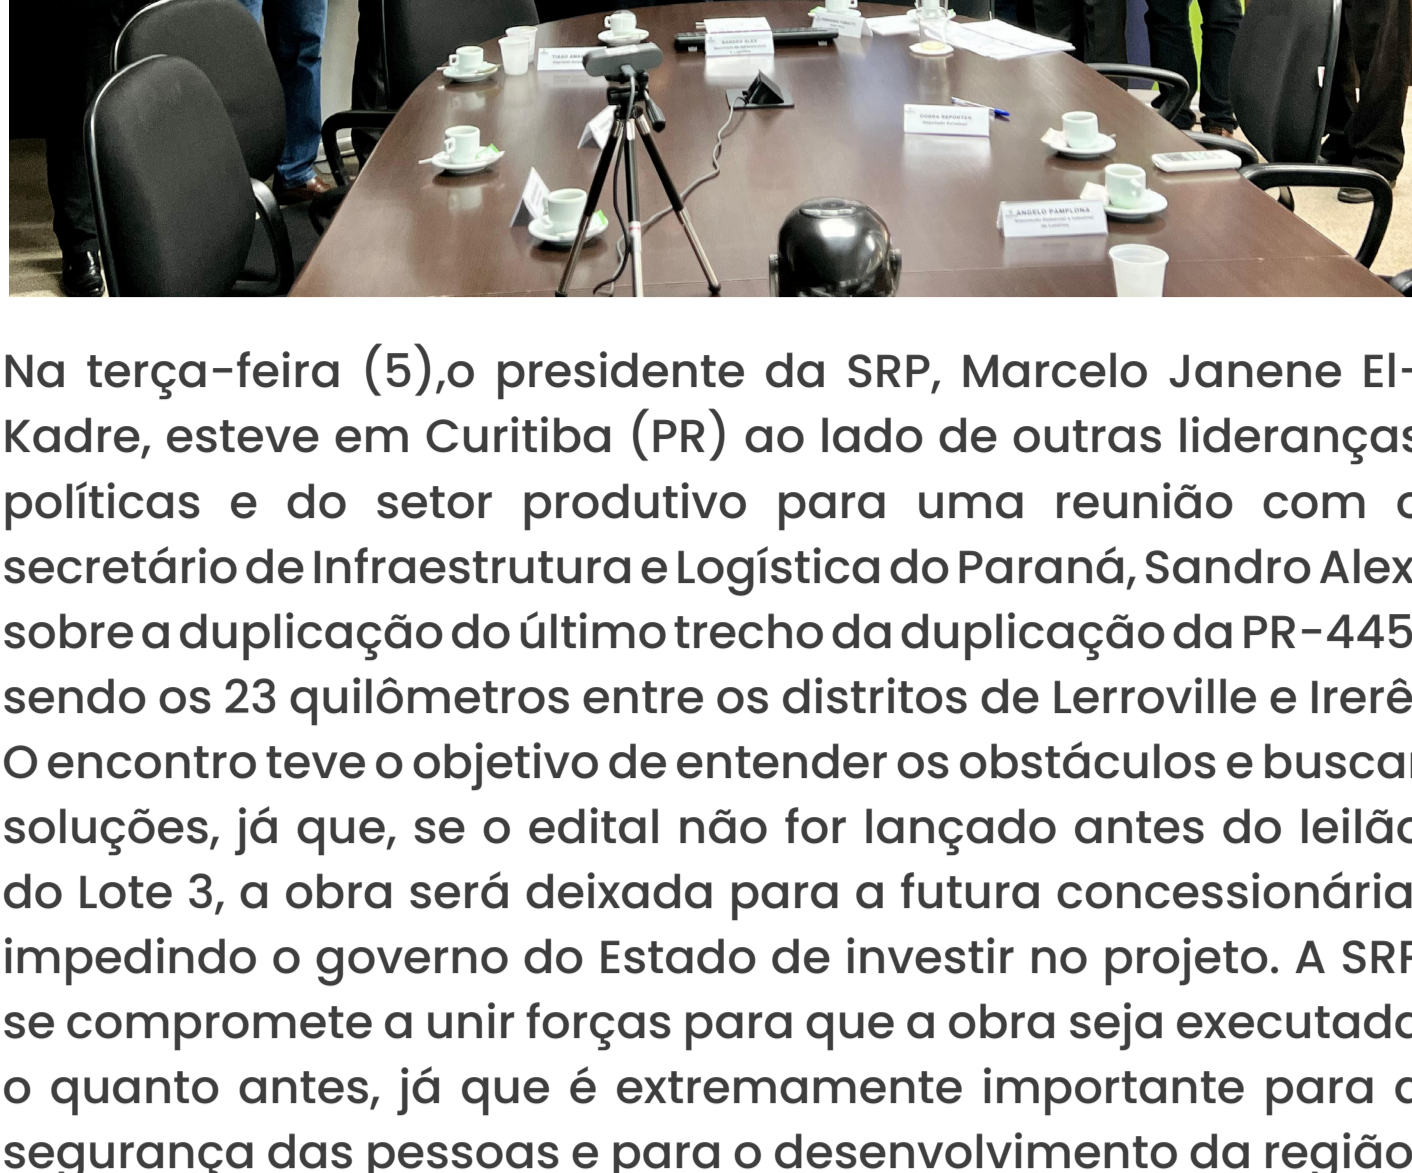 SANDRO ALEX
ANGELO PAMPLONA
Na terça-feira (5),o presidente da SRP, Marcelo Janene El-
Kadre, esteve em Curitiba (PR) ao lado de outras lideranças
políticas e do setor produtivo para uma reunião com o
secretário de Infraestrutura e Logística do Paraná, Sandro Alex
sobre a duplicação do último trecho da duplicação da PR-445
sendo os 23 quilômetros entre os distritos de Lerroville e Irerê
O encontro teve o objetivo de entender os obstáculos e buscar
soluções, já que, se o edital não for lançado antes do leilão
do Lote 3, a obra será deixada para a futura concessionária
impedindo o governo do Estado de investir no projeto. A SRP
se compromete a unir forças para que a obra seja executada
o quanto antes, já que é extremamente importante para a
segurança das pessoas e para o desenvolvimento da região